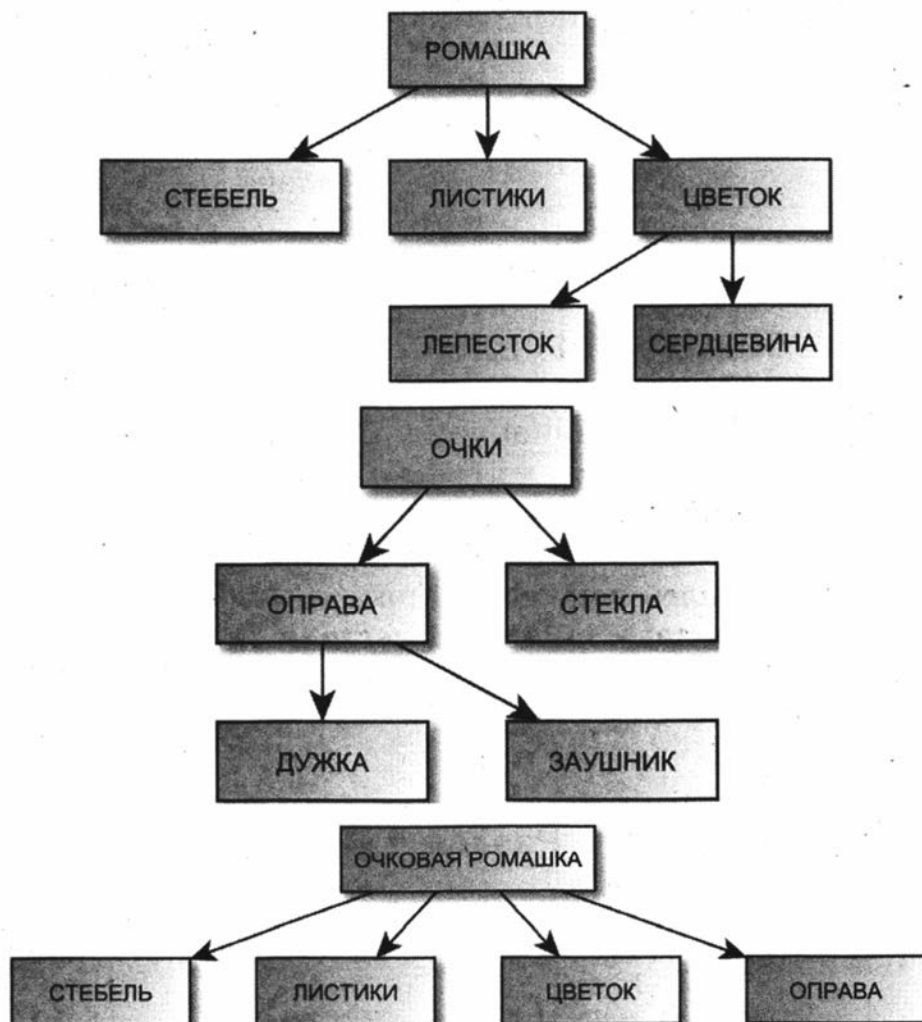 РОМАШКА
СТЕБЕЛЬ ЛИСТИКИ ЦВЕТОК
ЛЕПЕСТОК СЕРДЦЕВИНА
ОЧКИ
ОПРАВА СТЕКЛА
ДУЖКА ЗАУШНИК
ОЧКОВАЯ РОМАШКА
СТЕБЕЛЬ ЛИСТИКИ ЦВЕТОК ОПРАВА